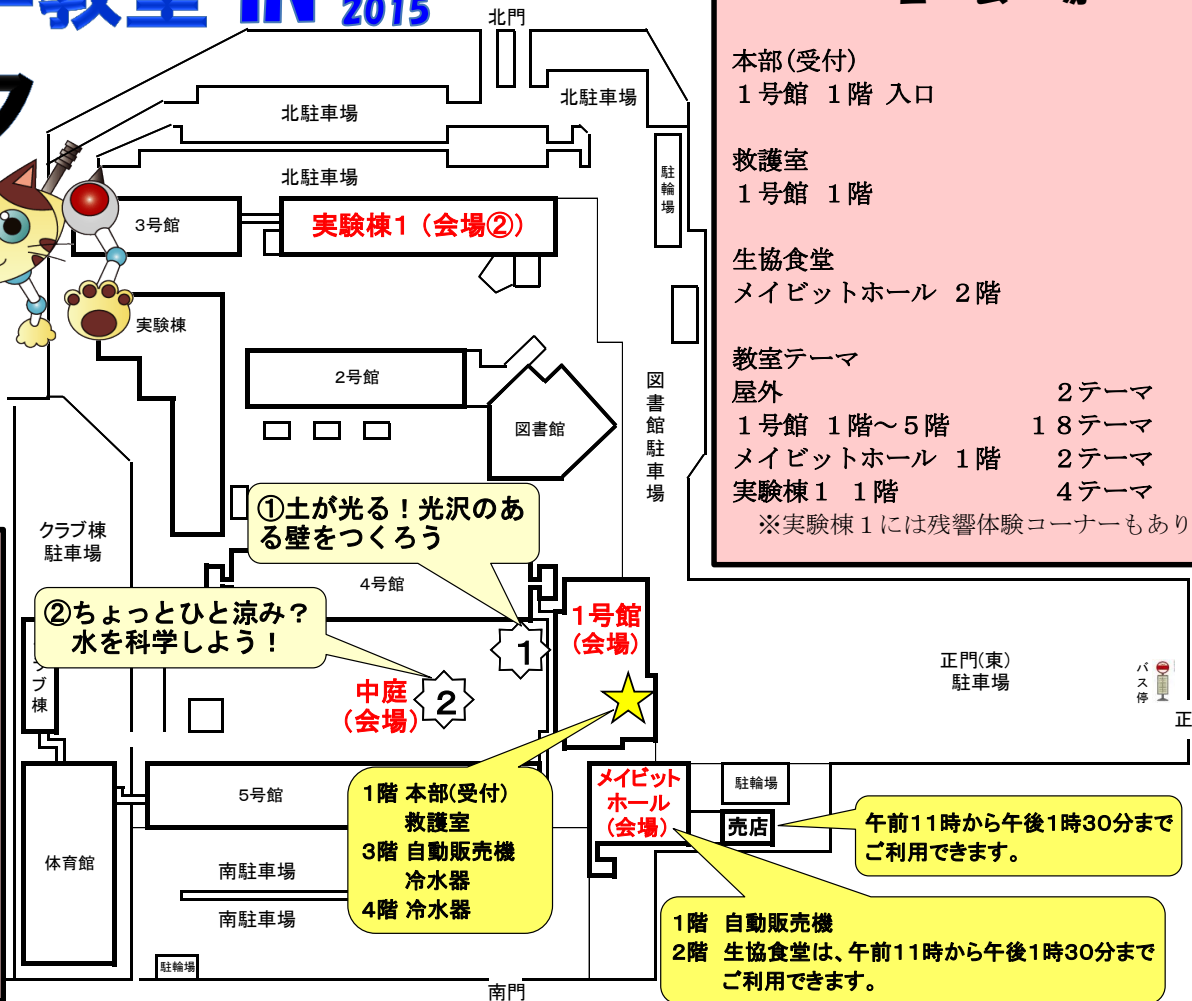 教室 IN 2015
北門
北駐車場
北駐車場
北駐車場
駐輪場
3号館
実験棟1（会場②）
実験棟
2号館
図書館
図書館駐車場
クラブ棟
駐車場
①土が光る！光沢のあ
る壁をつくろう
4号館
②ちょっとひと涼み？
水を科学しよう！
1号館
(会場)
1
2
中庭
(会場)
ブ棟
正門(東)
駐車場
バス停
正
5号館
1階 本部(受付)
救護室
3階 自動販売機
冷水器
4階 冷水器
メイビット
ホール
(会場)
駐輪場
売店
午前11時から午後1時30分まで
ご利用できます。
体育館
南駐車場
南駐車場
1階 自動販売機
2階 生協食堂は、午前11時から午後1時30分まで
ご利用できます。
駐輪場
南門
本部(受付)
１号館 １階 入口
救護室
１号館 １階
生協食堂
メイビットホール ２階
教室テーマ
屋外 ２テーマ
１号館 １階～５階 １８テーマ
メイビットホール １階 ２テーマ
実験棟１ １階 ４テーマ
※実験棟１には残響体験コーナーもあり